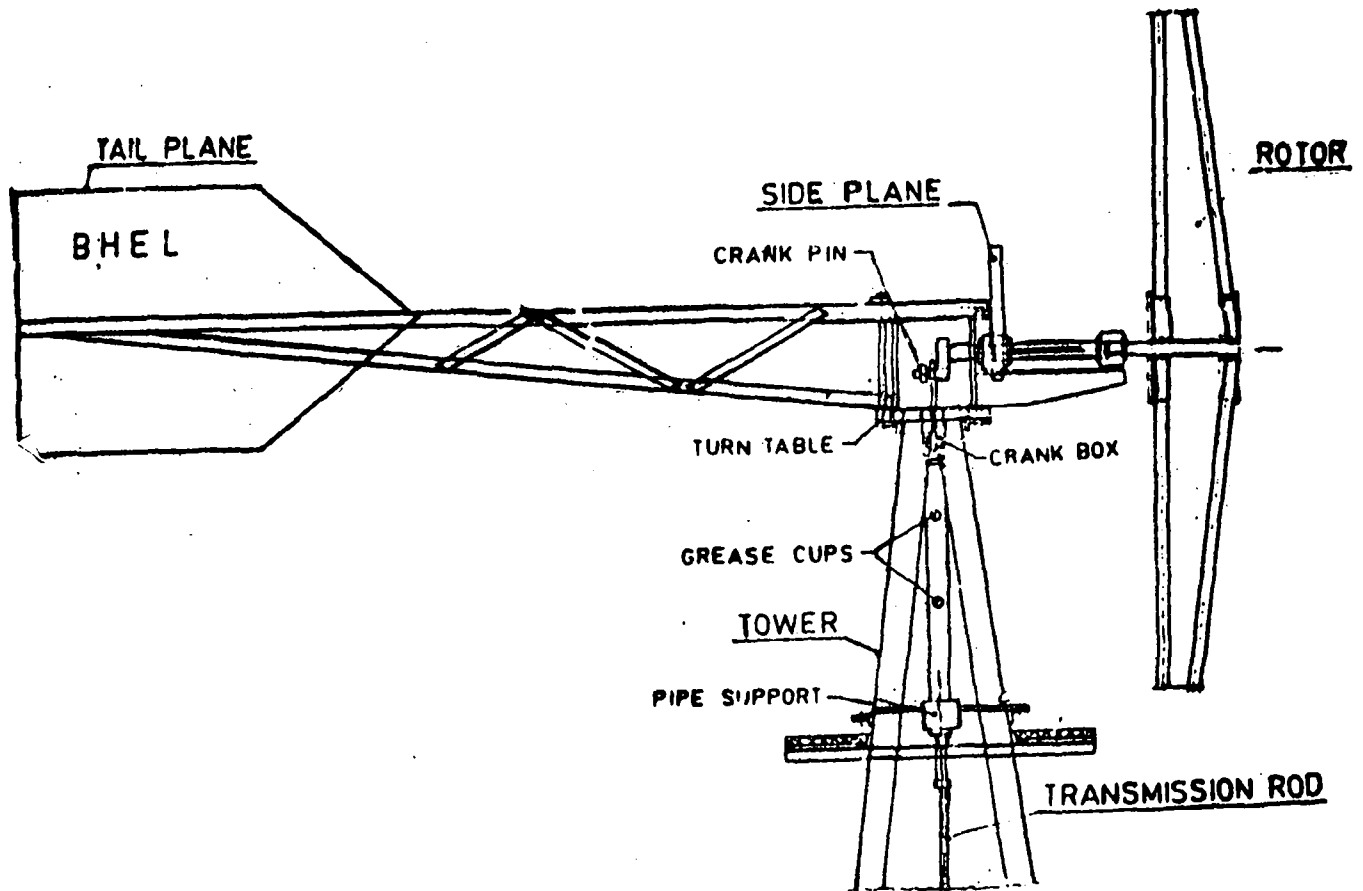 TAIL PLANE
ROTOR
SIDE PLANE
BHEL
CRANK PIN
TURN TABLE
CRANK BOX
GREASE CUPS
TOWER
PIPE SUPPORT
TRANSMISSION ROD